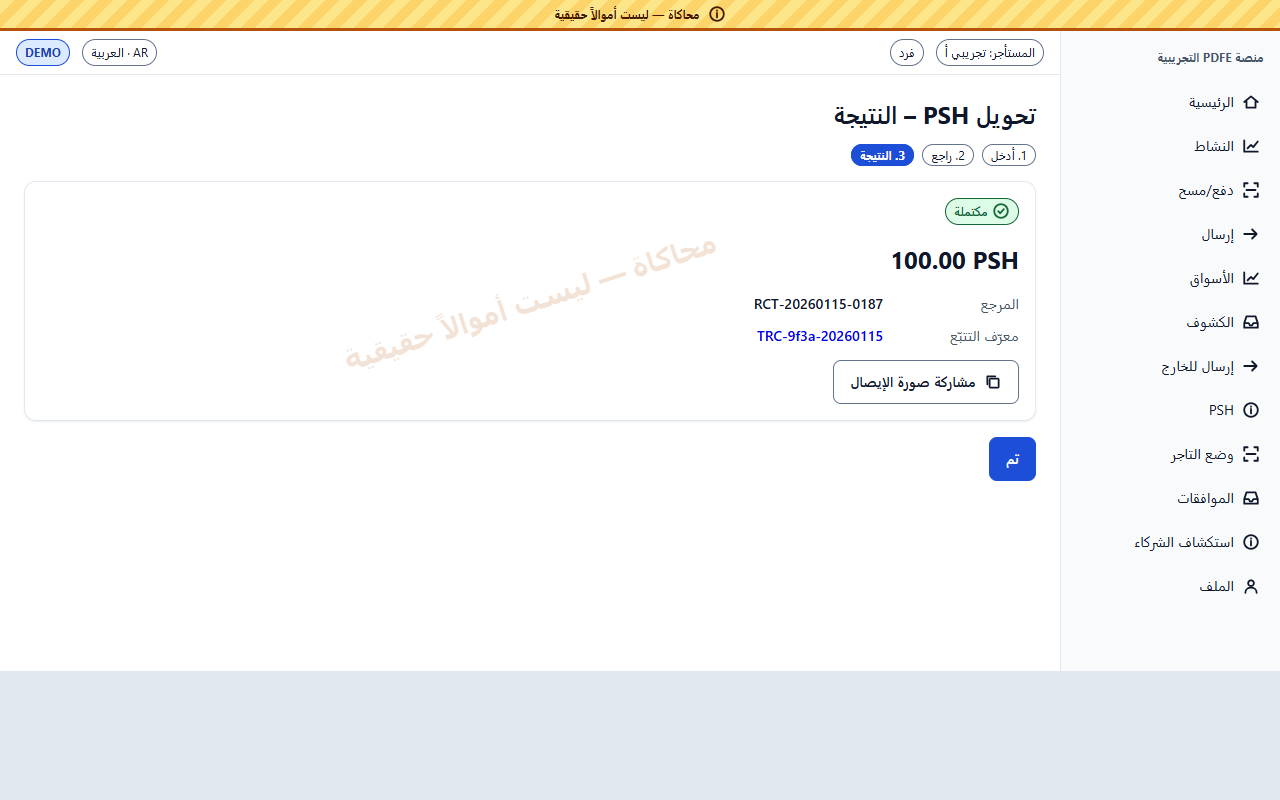 محاكاة — ليست أموالاً حقيقية
منصة PDFE التجريبية
الرئيسية
النشاط
دفع/مسح
إرسال
الأسواق
الكشوف
إرسال للخارج
PSH
وضع التاجر
الموافقات
استكشاف الشركاء
الملف
المستأجر: تجريبي أ
فرد
AR · العربية
DEMO
تحويل PSH – النتيجة
1. أدخل
2. راجع
3. النتيجة
مكتملة
100.00 PSH
المرجع RCT-20260115-0187
معرّف التتبّع TRC-9f3a-20260115
مشاركة صورة الإيصال
محاكاة — ليست أموالاً حقيقية
تم